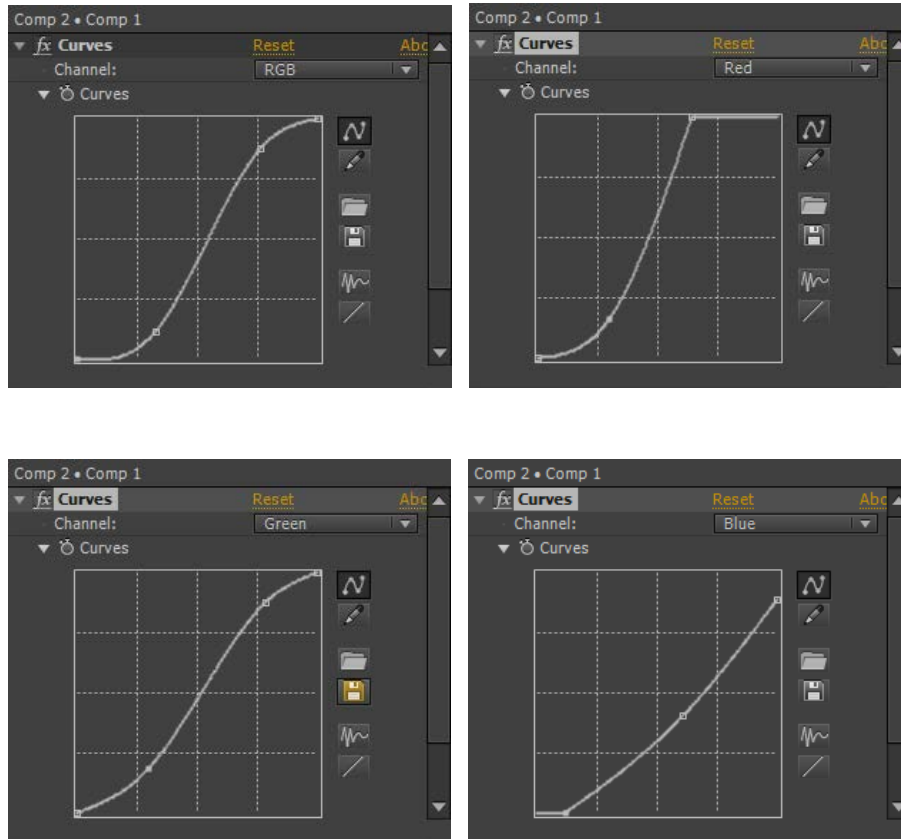 Comp 2 • Comp 1
fx Curves Reset Abc
Channel: RGB
Curves
Comp 2 • Comp 1
fx Curves Reset Abc
Channel: Red
Curves
Comp 2 • Comp 1
fx Curves Reset Abc
Channel: Green
Curves
Comp 2 • Comp 1
fx Curves Reset Abc
Channel: Blue
Curves